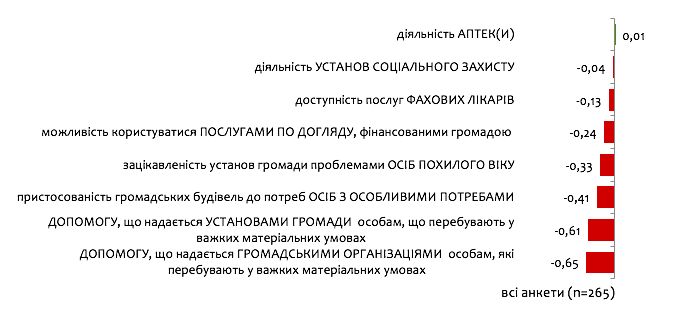 діяльність АПТЕК(И) 0,01
діяльність УСТАНОВ СОЦІАЛЬНОГО ЗАХИСТУ -0,04
доступність послуг ФАХОВИХ ЛІКАРІВ -0,13
можливість користуватися ПОСЛУГАМИ ПО ДОГЛЯДУ, фінансованими громадою -0,24
зацікавленість установ громади проблемами ОСІБ ПОХИЛОГО ВІКУ -0,33
пристосованість громадських будівель до потреб ОСІБ З ОСОБЛИВИМИ ПОТРЕБАМИ -0,41
ДОПОМОГУ, що надається УСТАНОВАМИ ГРОМАДИ особам, що перебувають у
важких матеріальних умовах -0,61
ДОПОМОГУ, що надається ГРОМАДСЬКИМИ ОРГАНІЗАЦІЯМИ особам, які
перебувають у важких матеріальних умовах -0,65
всі анкети (n=265)